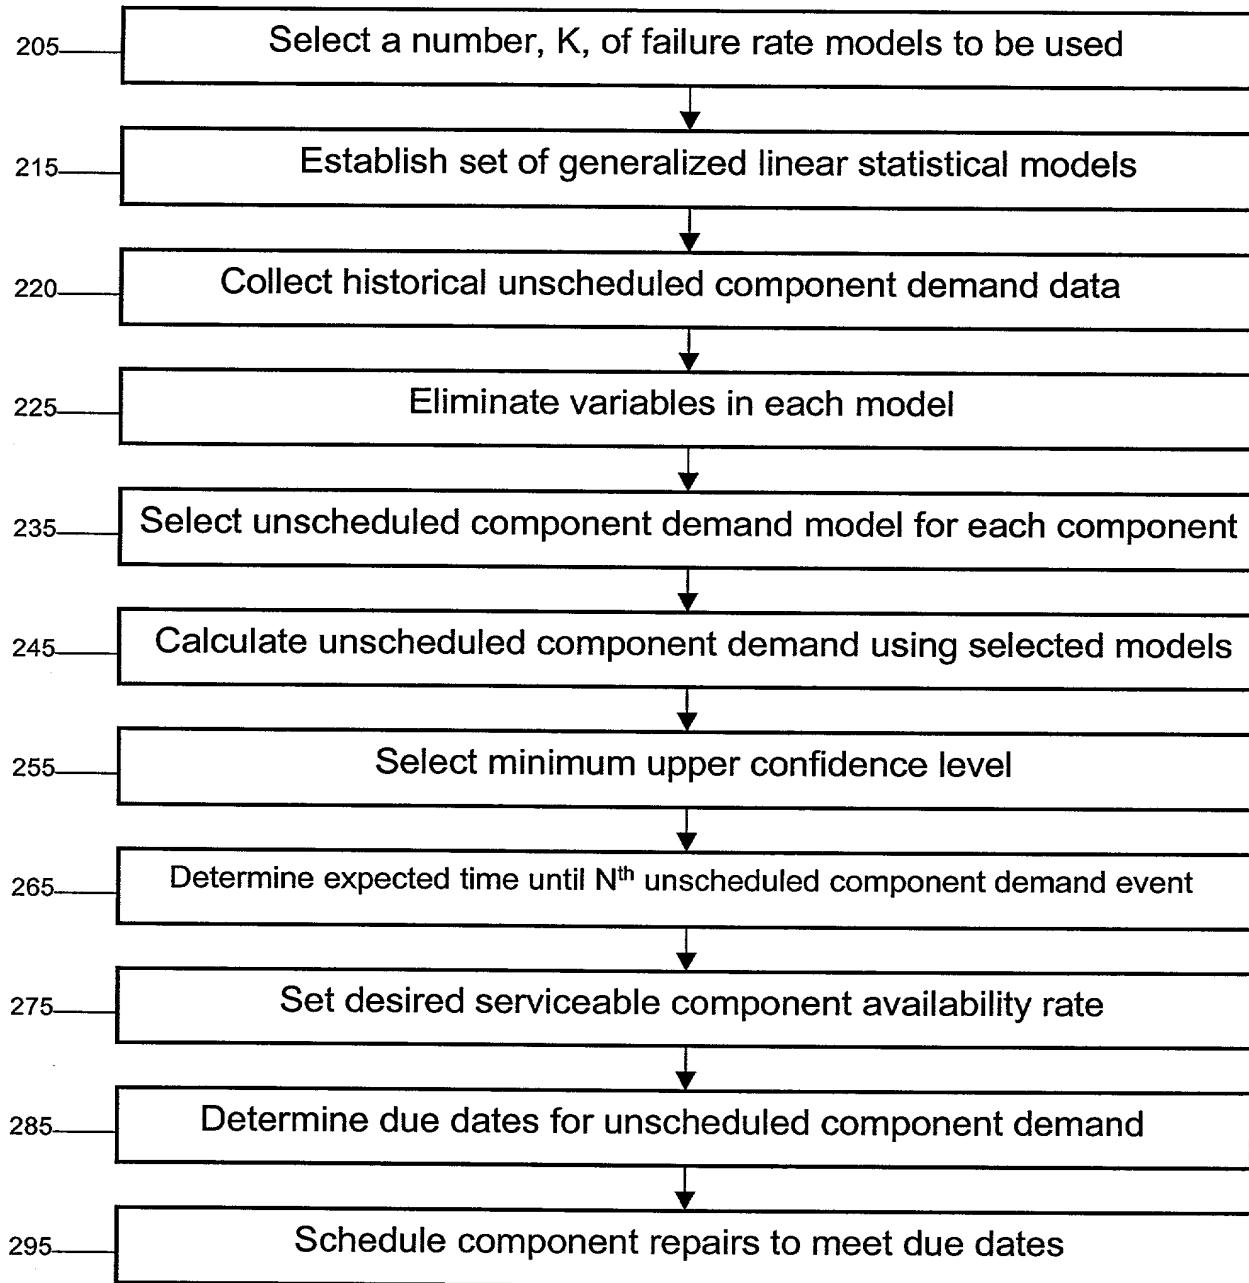 205 Select a number, K, of failure rate models to be used
215 Establish set of generalized linear statistical models
220 Collect historical unscheduled component demand data
225 Eliminate variables in each model
235 Select unscheduled component demand model for each component
245 Calculate unscheduled component demand using selected models
255 Select minimum upper confidence level
265 Determine expected time until Nth unscheduled component demand event
275 Set desired serviceable component availability rate
285 Determine due dates for unscheduled component demand
295 Schedule component repairs to meet due dates